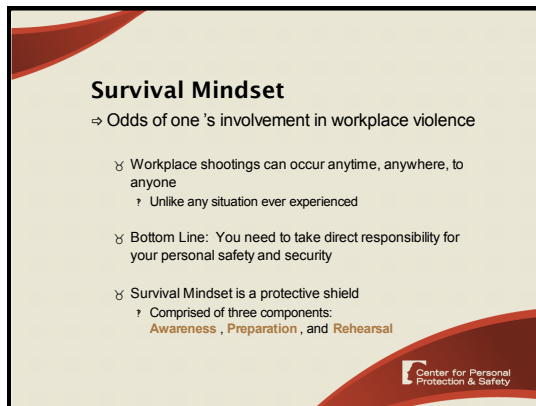 Survival Mindset
⇨ Odds of one 's involvement in workplace violence
♉ Workplace shootings can occur anytime, anywhere, to
anyone
‽ Unlike any situation ever experienced
♉ Bottom Line: You need to take direct responsibility for
your personal safety and security
♉ Survival Mindset is a protective shield
‽ Comprised of three components:
Awareness , Preparation , and Rehearsal
Center for Personal
Protection & Safety